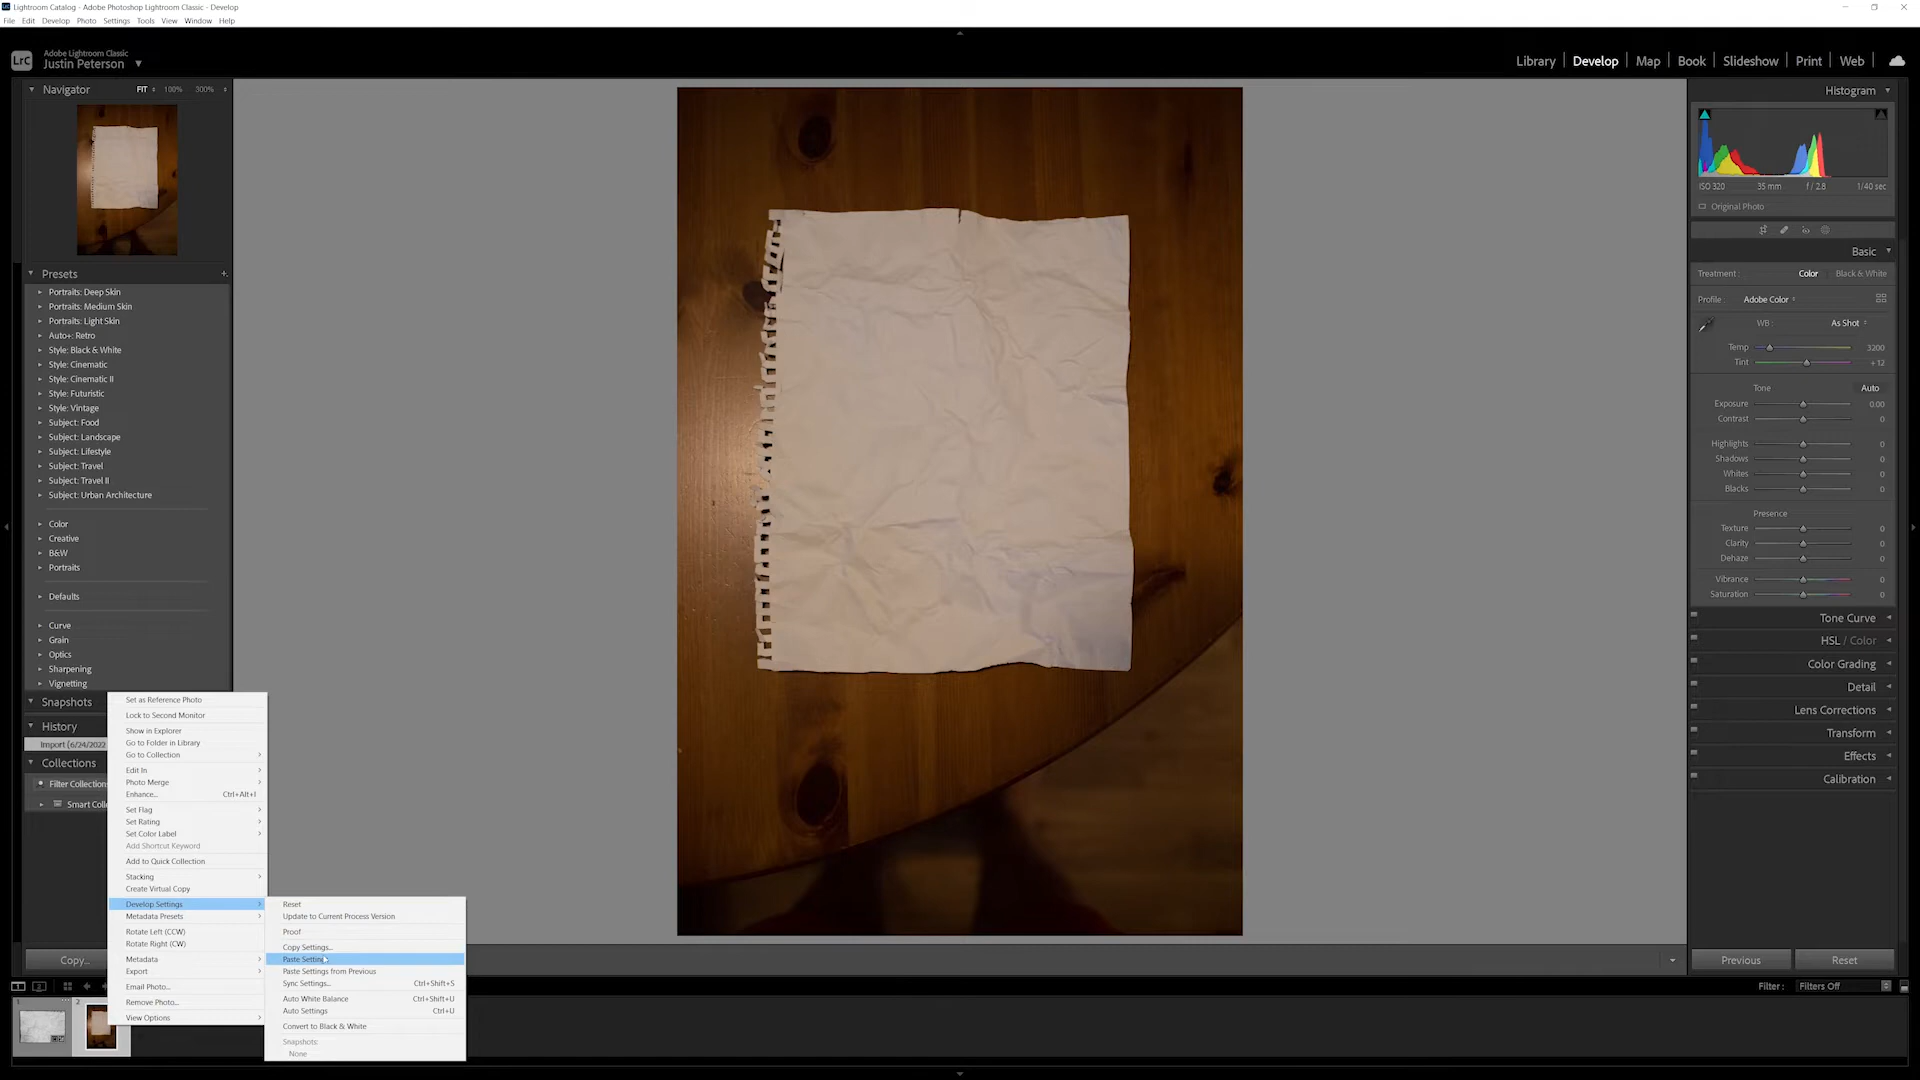 Lightroom Catalog - Adobe Photoshop Lightroom Classic - Develop
File Edit Develop Photo Settings Tools View Window Help
LrC
Adobe Lightroom Classic
Justin Peterson
Library | Develop | Map | Book | Slideshow | Print | Web
Navigator FIT 100% 300%
Presets +
Portraits: Deep Skin
Portraits: Medium Skin
Portraits: Light Skin
Auto+: Retro
Style: Black & White
Style: Cinematic
Style: Cinematic II
Style: Futuristic
Style: Vintage
Subject: Food
Subject: Landscape
Subject: Lifestyle
Subject: Travel
Subject: Travel II
Subject: Urban Architecture
Color
Creative
B&W
Portraits
Defaults
Curve
Grain
Optics
Sharpening
Vignetting
Snapshots
History
Import (6/24/2022
Collections
Filter Collections
Smart Colle
Copy...
Set as Reference Photo
Lock to Second Monitor
Show in Explorer
Go to Folder in Library
Go to Collection
Edit In
Photo Merge
Enhance... Ctrl+Alt+I
Set Flag
Set Rating
Set Color Label
Add Shortcut Keyword
Add to Quick Collection
Stacking
Create Virtual Copy
Develop Settings
Metadata Presets
Rotate Left (CCW)
Rotate Right (CW)
Metadata
Export
Email Photo...
Remove Photo...
View Options
Reset
Update to Current Process Version
Proof
Copy Settings...
Paste Settings
Paste Settings from Previous
Sync Settings... Ctrl+Shift+S
Auto White Balance Ctrl+Shift+U
Auto Settings Ctrl+U
Convert to Black & White
Snapshots:
None
Histogram
ISO 320 35 mm f / 2.8 1/40 sec
Original Photo
Basic
Treatment : Color Black & White
Profile : Adobe Color
WB : As Shot
Temp 3200
Tint + 12
Tone Auto
Exposure 0.00
Contrast 0
Highlights 0
Shadows 0
Whites 0
Blacks 0
Presence
Texture 0
Clarity 0
Dehaze 0
Vibrance 0
Saturation 0
Tone Curve
HSL / Color
Color Grading
Detail
Lens Corrections
Transform
Effects
Calibration
Previous Reset
1 2
Filter : Filters Off
1 2